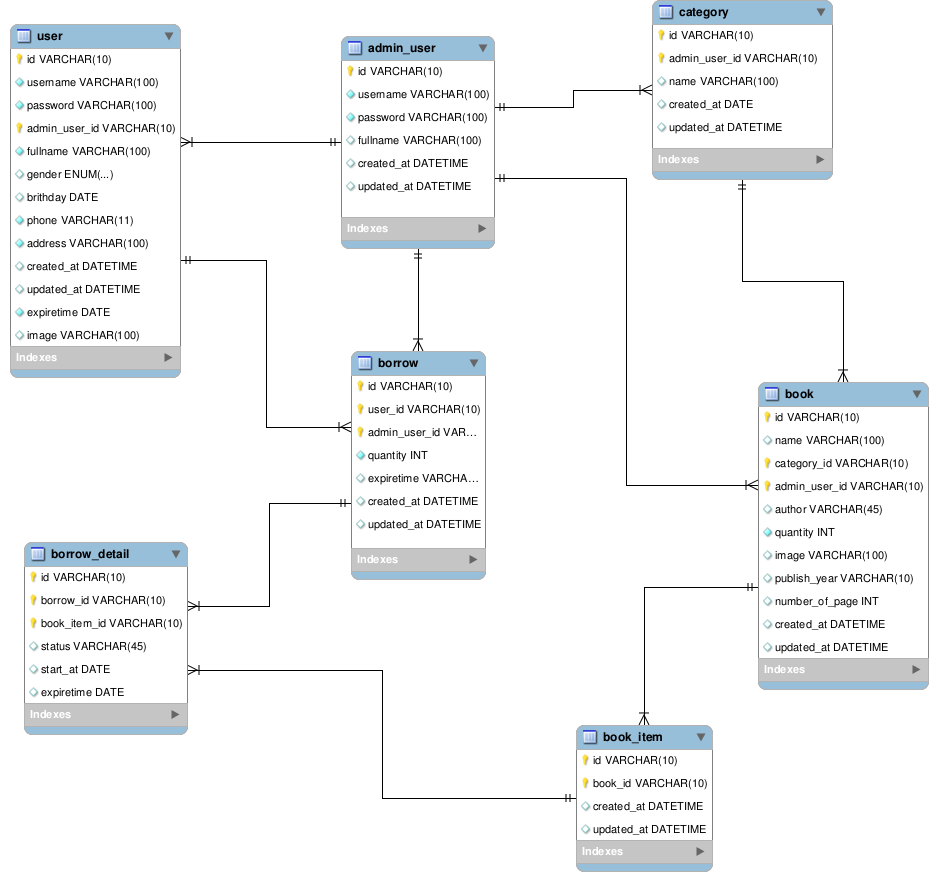 user
id VARCHAR(10)
username VARCHAR(100)
password VARCHAR(100)
admin_user_id VARCHAR(10)
fullname VARCHAR(100)
gender ENUM(...)
brithday DATE
phone VARCHAR(11)
address VARCHAR(100)
created_at DATETIME
updated_at DATETIME
expiretime DATE
image VARCHAR(100)
Indexes
admin_user
id VARCHAR(10)
username VARCHAR(100)
password VARCHAR(100)
fullname VARCHAR(100)
created_at DATETIME
updated_at DATETIME
Indexes
category
id VARCHAR(10)
admin_user_id VARCHAR(10)
name VARCHAR(100)
created_at DATE
updated_at DATETIME
Indexes
borrow
id VARCHAR(10)
user_id VARCHAR(10)
admin_user_id VAR...
quantity INT
expiretime VARCHA...
created_at DATETIME
updated_at DATETIME
Indexes
book
id VARCHAR(10)
name VARCHAR(100)
category_id VARCHAR(10)
admin_user_id VARCHAR(10)
author VARCHAR(45)
quantity INT
image VARCHAR(100)
publish_year VARCHAR(10)
number_of_page INT
created_at DATETIME
updated_at DATETIME
Indexes
borrow_detail
id VARCHAR(10)
borrow_id VARCHAR(10)
book_item_id VARCHAR(10)
status VARCHAR(45)
start_at DATE
expiretime DATE
Indexes
book_item
id VARCHAR(10)
book_id VARCHAR(10)
created_at DATETIME
updated_at DATETIME
Indexes